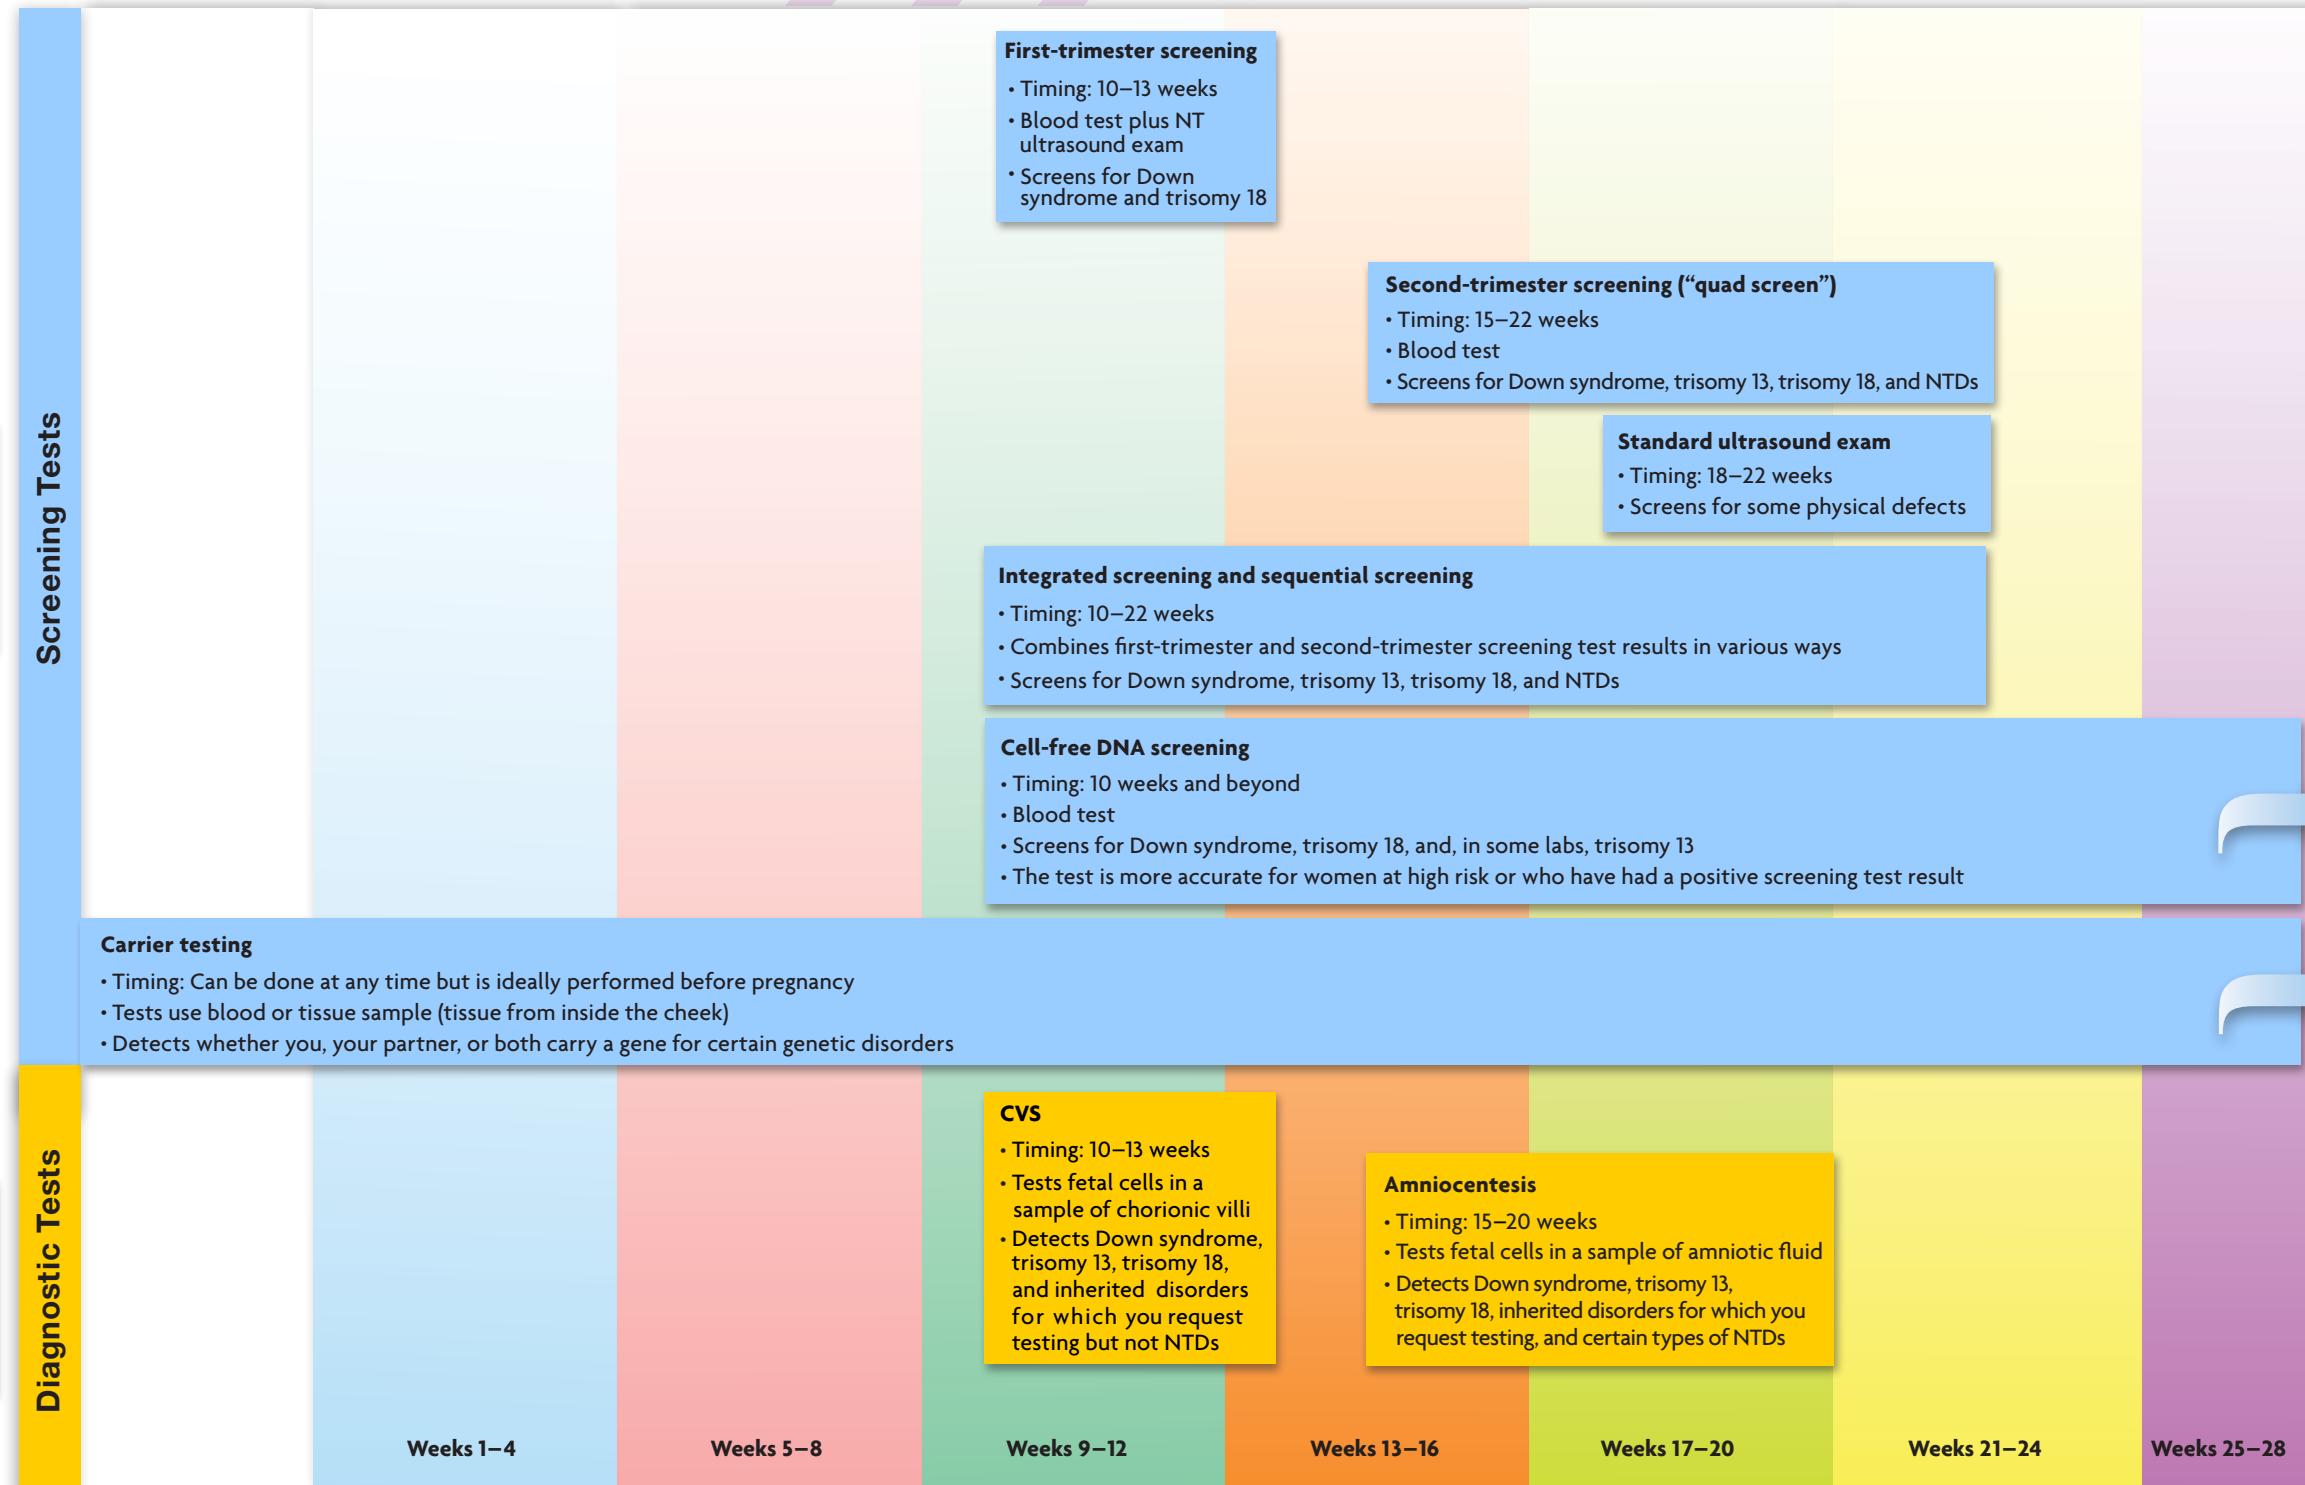 Screening Tests
First-trimester screening
• Timing: 10–13 weeks
• Blood test plus NT
ultrasound exam
• Screens for Down
syndrome and trisomy 18
Second-trimester screening (“quad screen”)
• Timing: 15–22 weeks
• Blood test
• Screens for Down syndrome, trisomy 13, trisomy 18, and NTDs
Standard ultrasound exam
• Timing: 18–22 weeks
• Screens for some physical defects
Integrated screening and sequential screening
• Timing: 10–22 weeks
• Combines first-trimester and second-trimester screening test results in various ways
• Screens for Down syndrome, trisomy 13, trisomy 18, and NTDs
Cell-free DNA screening
• Timing: 10 weeks and beyond
• Blood test
• Screens for Down syndrome, trisomy 18, and, in some labs, trisomy 13
• The test is more accurate for women at high risk or who have had a positive screening test result
Carrier testing
• Timing: Can be done at any time but is ideally performed before pregnancy
• Tests use blood or tissue sample (tissue from inside the cheek)
• Detects whether you, your partner, or both carry a gene for certain genetic disorders
Diagnostic Tests
CVS
• Timing: 10–13 weeks
• Tests fetal cells in a
sample of chorionic villi
• Detects Down syndrome,
trisomy 13, trisomy 18,
and inherited disorders
for which you request
testing but not NTDs
Amniocentesis
• Timing: 15–20 weeks
• Tests fetal cells in a sample of amniotic fluid
• Detects Down syndrome, trisomy 13,
trisomy 18, inherited disorders for which you
request testing, and certain types of NTDs
Weeks 1–4
Weeks 5–8
Weeks 9–12
Weeks 13–16
Weeks 17–20
Weeks 21–24
Weeks 25–28